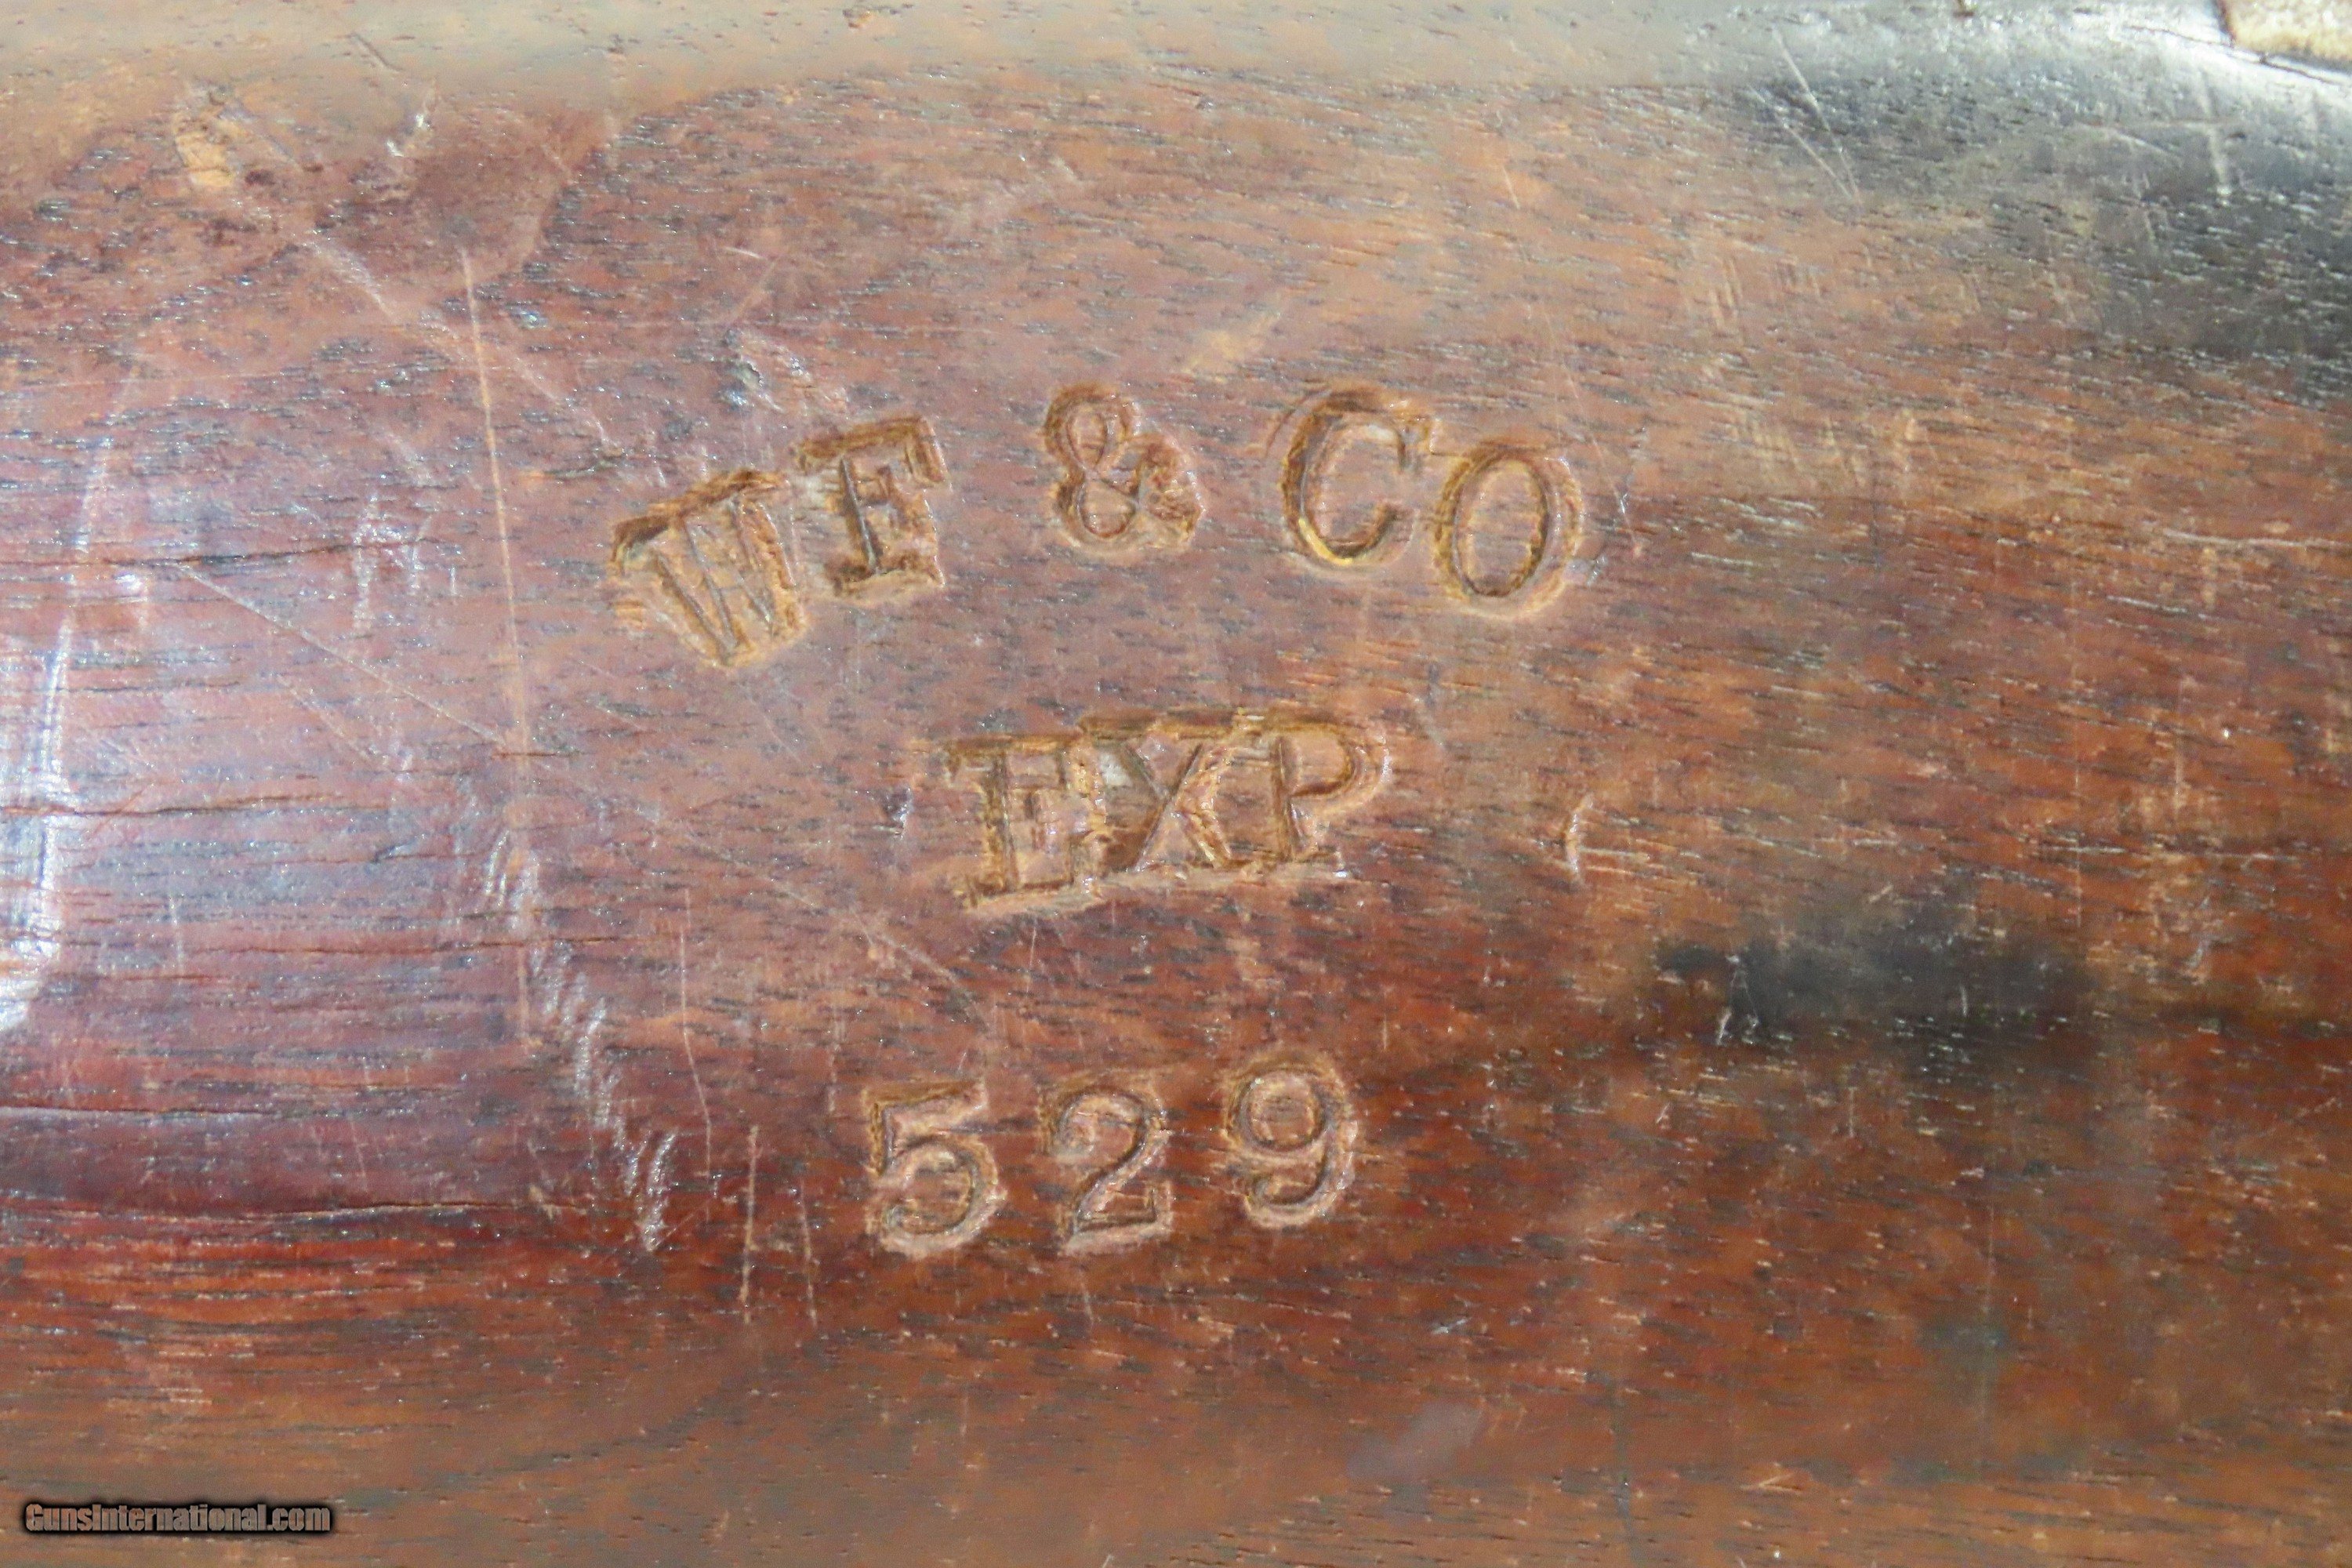 WF & CO
EXP
529
GunsInternational.com